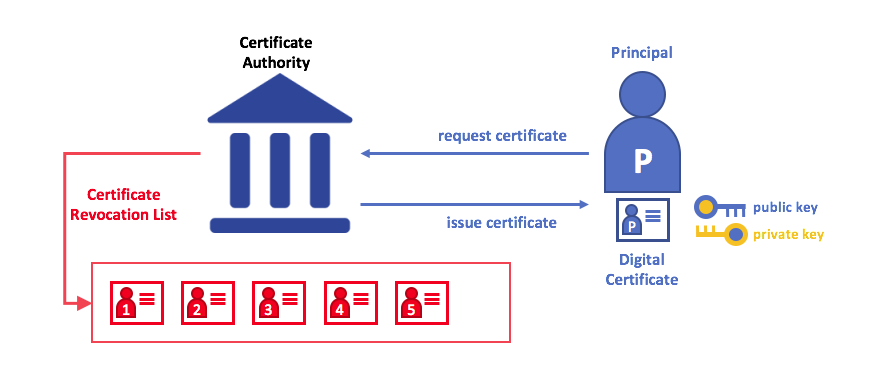 Certificate
Authority
Principal
request certificate
P
Certificate
Revocation List
issue certificate
P
public key
private key
Digital
Certificate
1
2
3
4
5